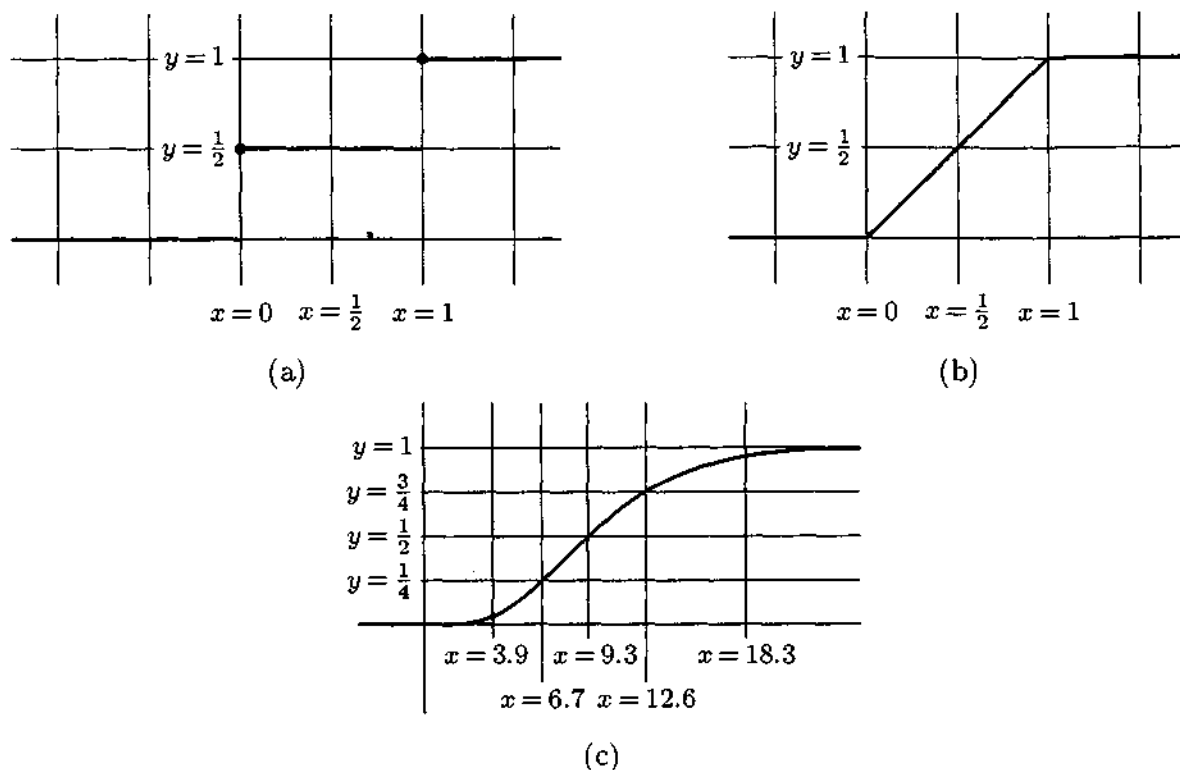 y = 1
y = 1/2
x = 0 x = 1/2 x = 1
(a)
y = 1
y = 1/2
x = 0 x = 1/2 x = 1
(b)
y = 1
y = 3/4
y = 1/2
y = 1/4
x = 3.9 x = 9.3 x = 18.3
x = 6.7 x = 12.6
(c)